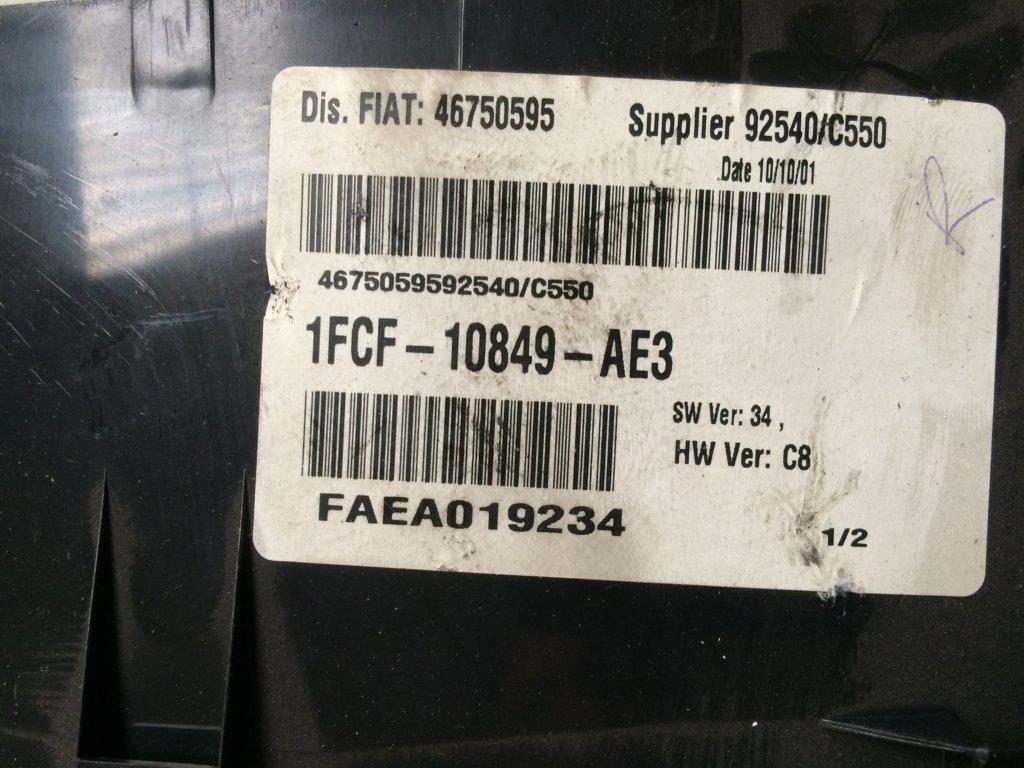 Dis. FIAT: 46750595 Supplier 92540/C550
Date 10/10/01
4675059592540/C550
1FCF-10849-AE3
SW Ver: 34 ,
HW Ver: C8
FAEA019234
1/2